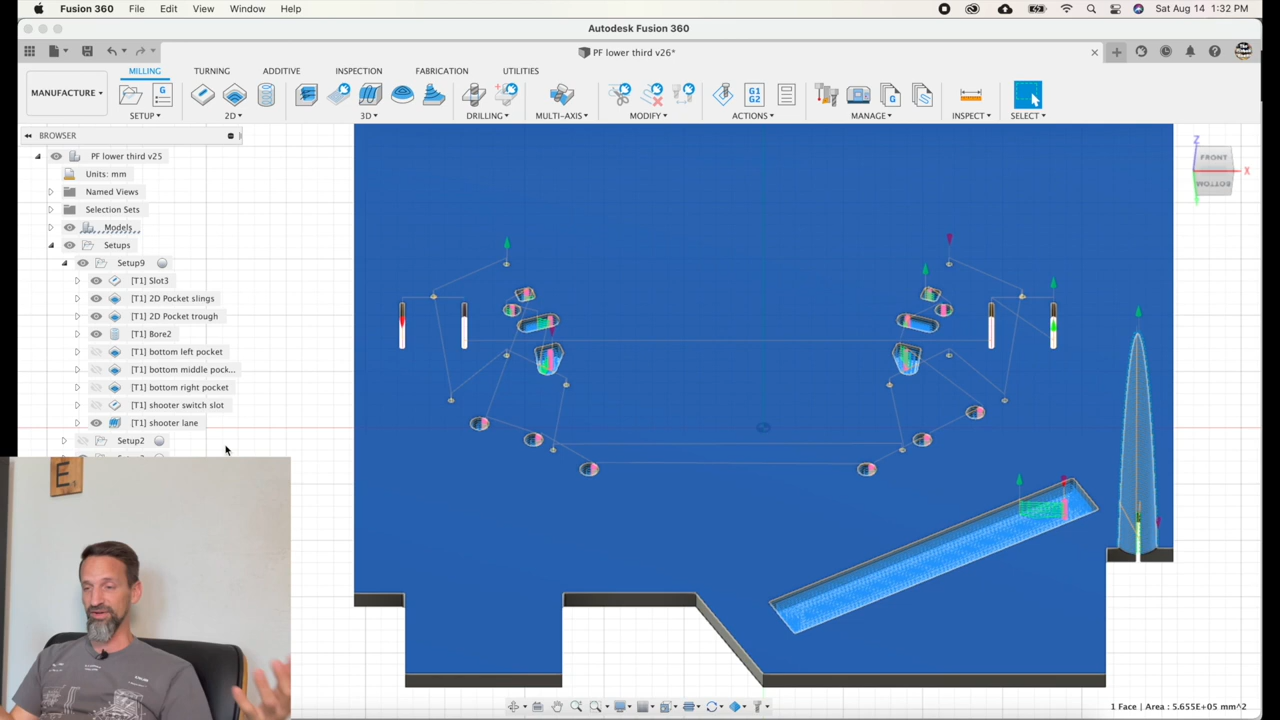 Fusion 360 File Edit View Window Help Sat Aug 14 1:32 PM
Autodesk Fusion 360
PF lower third v26*
MILLING TURNING ADDITIVE INSPECTION FABRICATION UTILITIES
MANUFACTURE
SETUP 2D 3D DRILLING MULTI-AXIS MODIFY ACTIONS MANAGE INSPECT SELECT
G
G1
G2
G
BROWSER
PF lower third v25
Units: mm
Named Views
Selection Sets
Models
Setups
Setup9
[T1] Slot3
[T1] 2D Pocket slings
[T1] 2D Pocket trough
[T1] Bore2
[T1] bottom left pocket
[T1] bottom middle pock...
[T1] bottom right pocket
[T1] shooter switch slot
[T1] shooter lane
Setup2
Z
FRONT
X
BOTTOM
E
1 Face | Area : 5.655E+05 mm^2